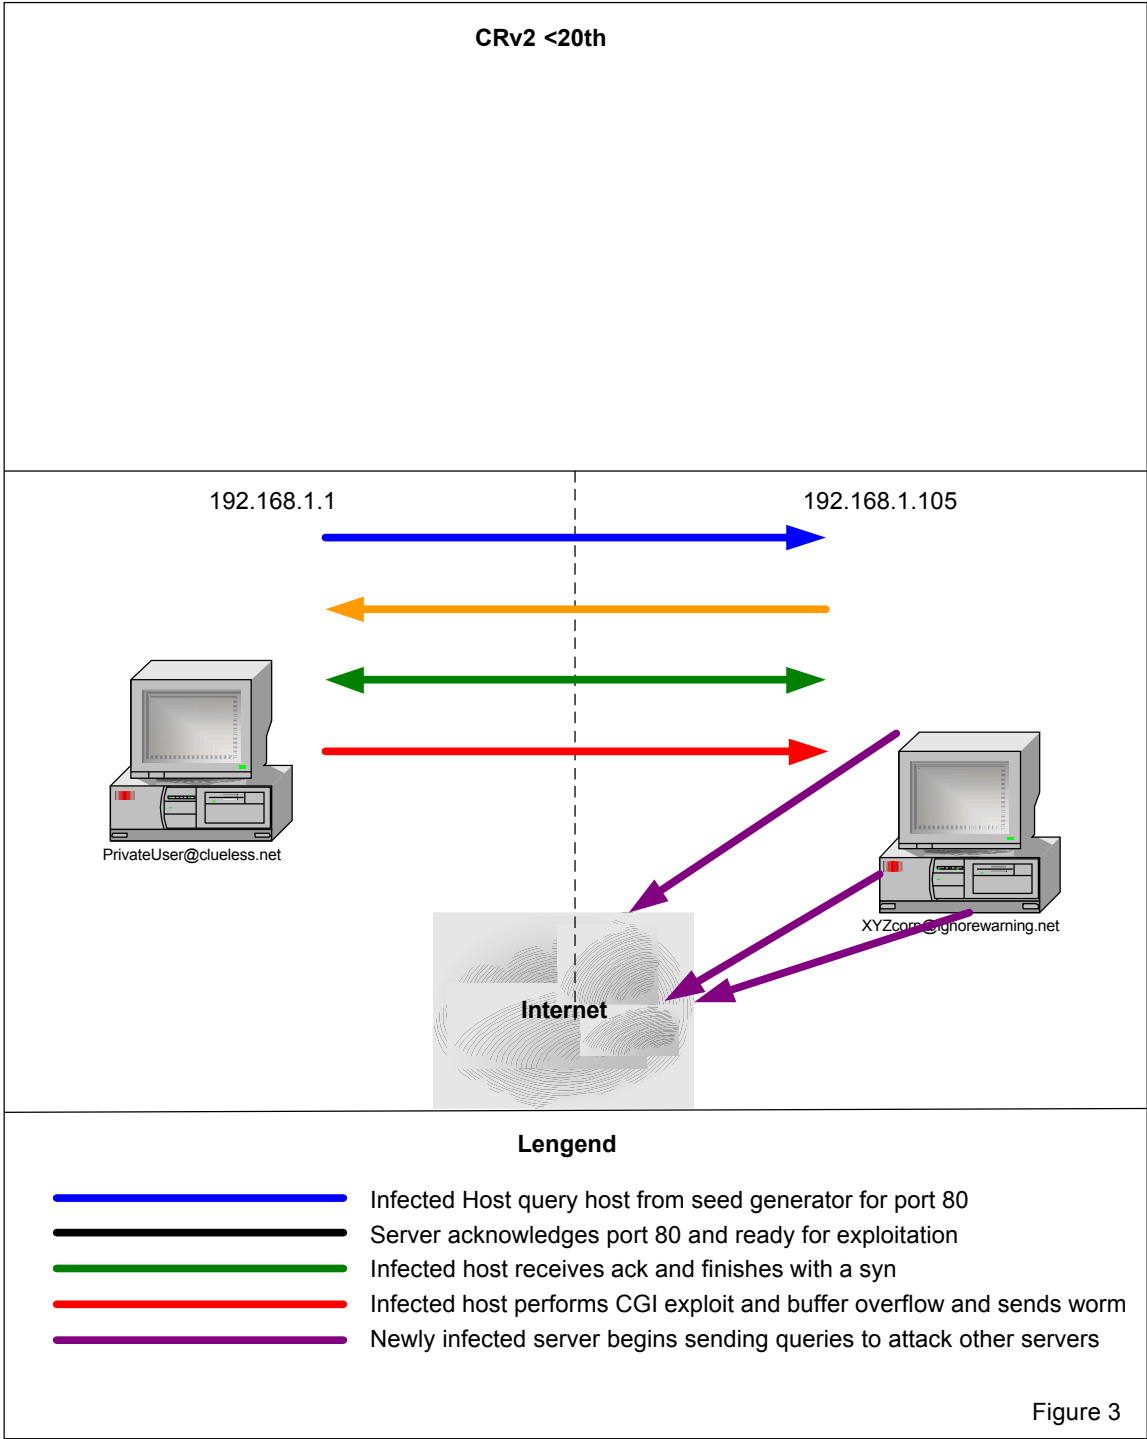 CRv2 <20th
192.168.1.1
192.168.1.105
PrivateUser@clueless.net
XYZcorp@ignorewarning.net
Internet
Lengend
Infected Host query host from seed generator for port 80
Server acknowledges port 80 and ready for exploitation
Infected host receives ack and finishes with a syn
Infected host performs CGI exploit and buffer overflow and sends worm
Newly infected server begins sending queries to attack other servers
Figure 3